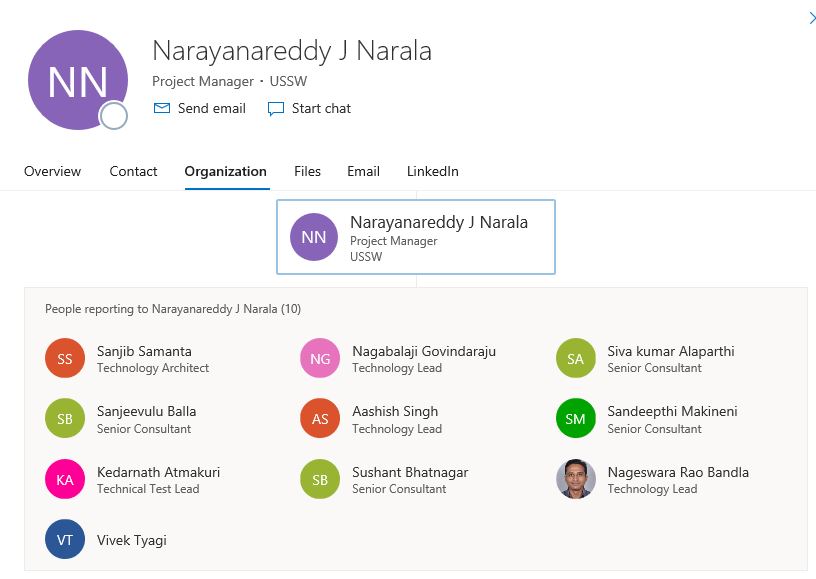 NN
Narayanareddy J Narala
Project Manager · USSW
Send email Start chat
Overview Contact Organization Files Email LinkedIn
NN
Narayanareddy J Narala
Project Manager
USSW
People reporting to Narayanareddy J Narala (10)
SS
Sanjib Samanta
Technology Architect
NG
Nagabalaji Govindaraju
Technology Lead
SA
Siva kumar Alaparthi
Senior Consultant
SB
Sanjeevulu Balla
Senior Consultant
AS
Aashish Singh
Technology Lead
SM
Sandeepthi Makineni
Senior Consultant
KA
Kedarnath Atmakuri
Technical Test Lead
SB
Sushant Bhatnagar
Senior Consultant
Nageswara Rao Bandla
Technology Lead
VT
Vivek Tyagi